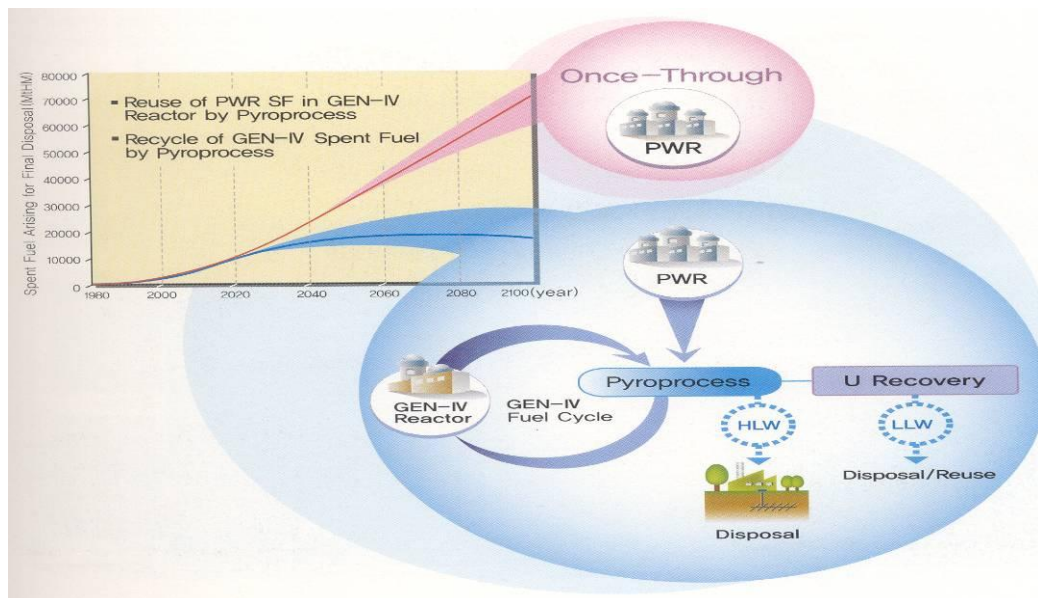 Spent Fuel Arising for Final Disposal(MtHM)
80000
70000
60000
50000
40000
30000
20000
10000
0
1980 2000 2020 2040 2060 2080 2100(year)
▪ Reuse of PWR SF in GEN-IV
Reactor by Pyroprocess
▪ Recycle of GEN-IV Spent Fuel
by Pyroprocess
Once-Through
PWR
PWR
GEN-IV
Reactor
GEN-IV
Fuel Cycle
Pyroprocess
U Recovery
HLW
LLW
Disposal
Disposal/Reuse